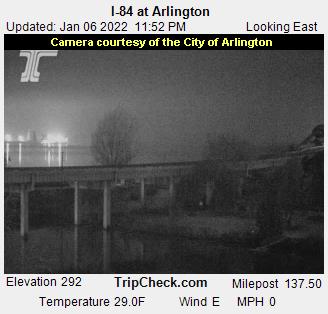 I-84 at Arlington
Updated: Jan 06 2022 11:52 PM Looking East
Camera courtesy of the City of Arlington
Elevation 292 TripCheck.com Milepost 137.50
Temperature 29.0F Wind E MPH 0